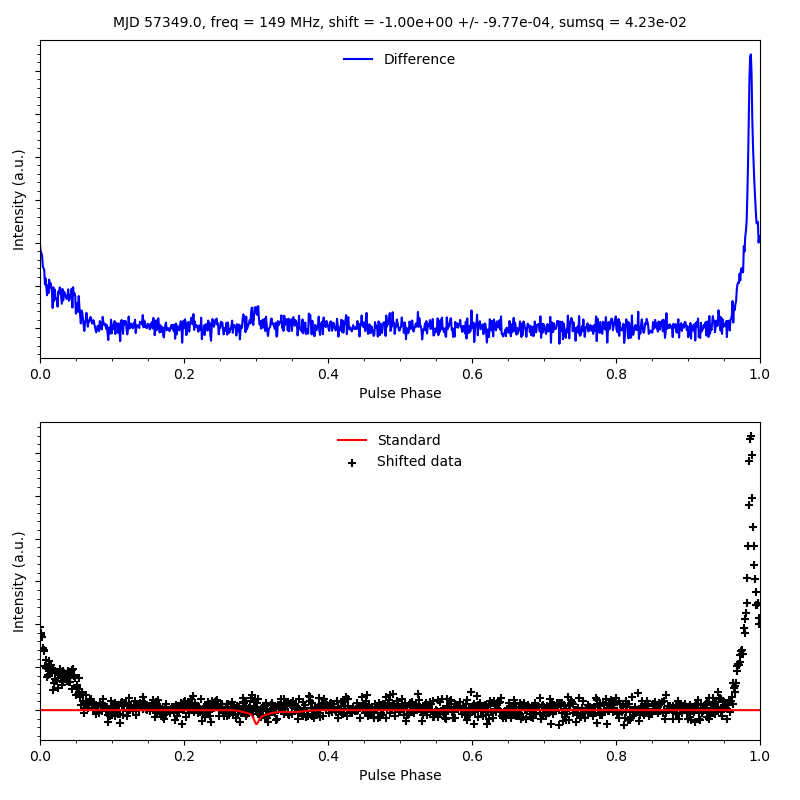 MJD 57349.0, freq = 149 MHz, shift = -1.00e+00 +/- -9.77e-04, sumsq = 4.23e-02
Difference
Intensity (a.u.)
0.0 0.2 0.4 0.6 0.8 1.0
Pulse Phase
Standard
Shifted data
Intensity (a.u.)
0.0 0.2 0.4 0.6 0.8 1.0
Pulse Phase